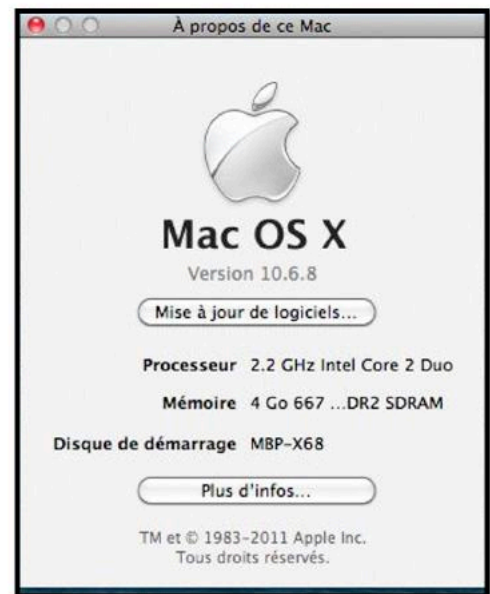 À propos de ce Mac
Mac OS X
Version 10.6.8
Mise à jour de logiciels...
Processeur 2.2 GHz Intel Core 2 Duo
Mémoire 4 Go 667 ...DR2 SDRAM
Disque de démarrage MBP-X68
Plus d'infos...
TM et © 1983-2011 Apple Inc.
Tous droits réservés.